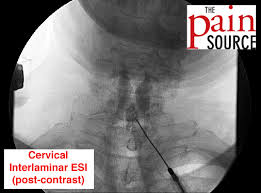 THE
pain
SOURCE
Cervical
Interlaminar ESI
(post-contrast)